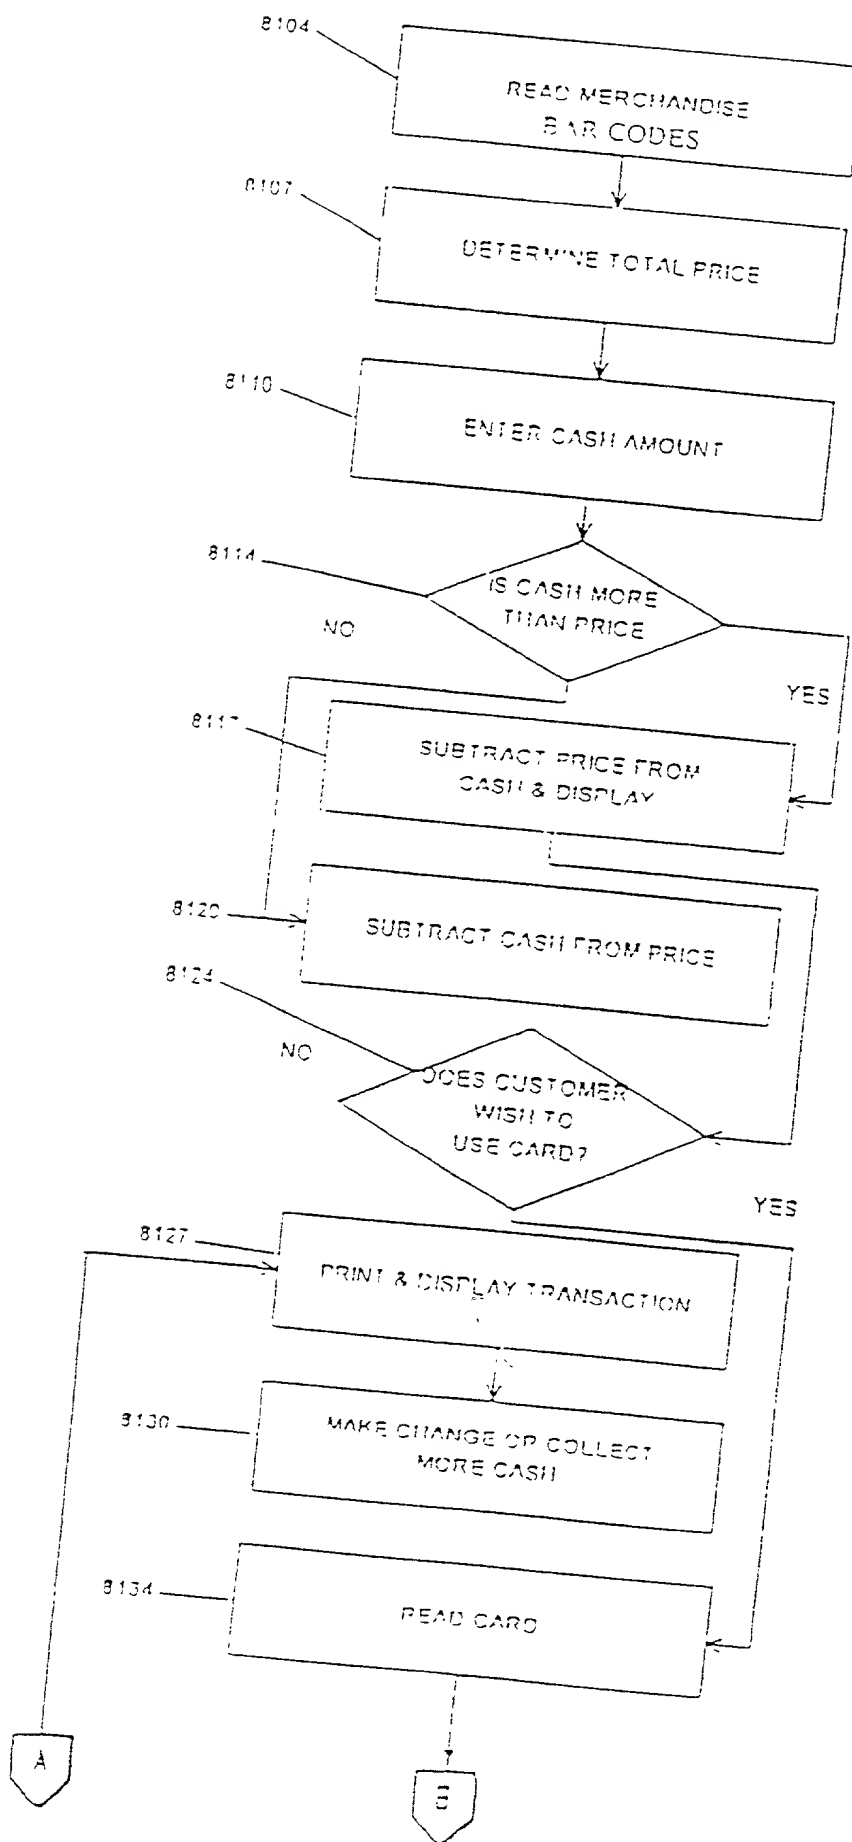 8104
READ MERCHANDISE
BAR CODES
8107
DETERMINE TOTAL PRICE
8110
ENTER CASH AMOUNT
8114
IS CASH MORE
THAN PRICE
NO
YES
8117
SUBTRACT PRICE FROM
CASH & DISPLAY
8120
SUBTRACT CASH FROM PRICE
8124
NO
DOES CUSTOMER
WISH TO
USE CARD?
YES
8127
PRINT & DISPLAY TRANSACTION
8130
MAKE CHANGE OR COLLECT
MORE CASH
8134
READ CARD
A
B